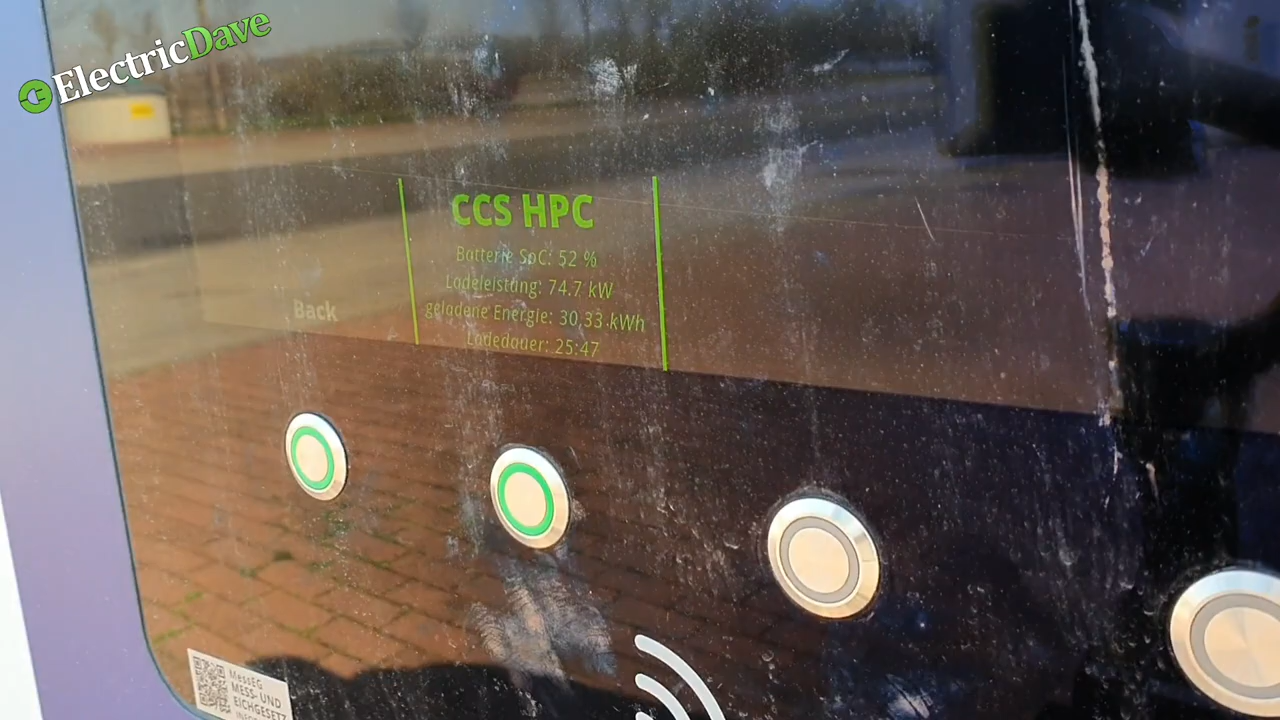 ElectricDave
CCS HPC
Batterie SoC: 52 %
Ladeleistung: 74.7 kW
geladene Energie: 30.33 kWh
Ladedauer: 25:47
Back
MessEG
MESS- UND
EICHGESETZ